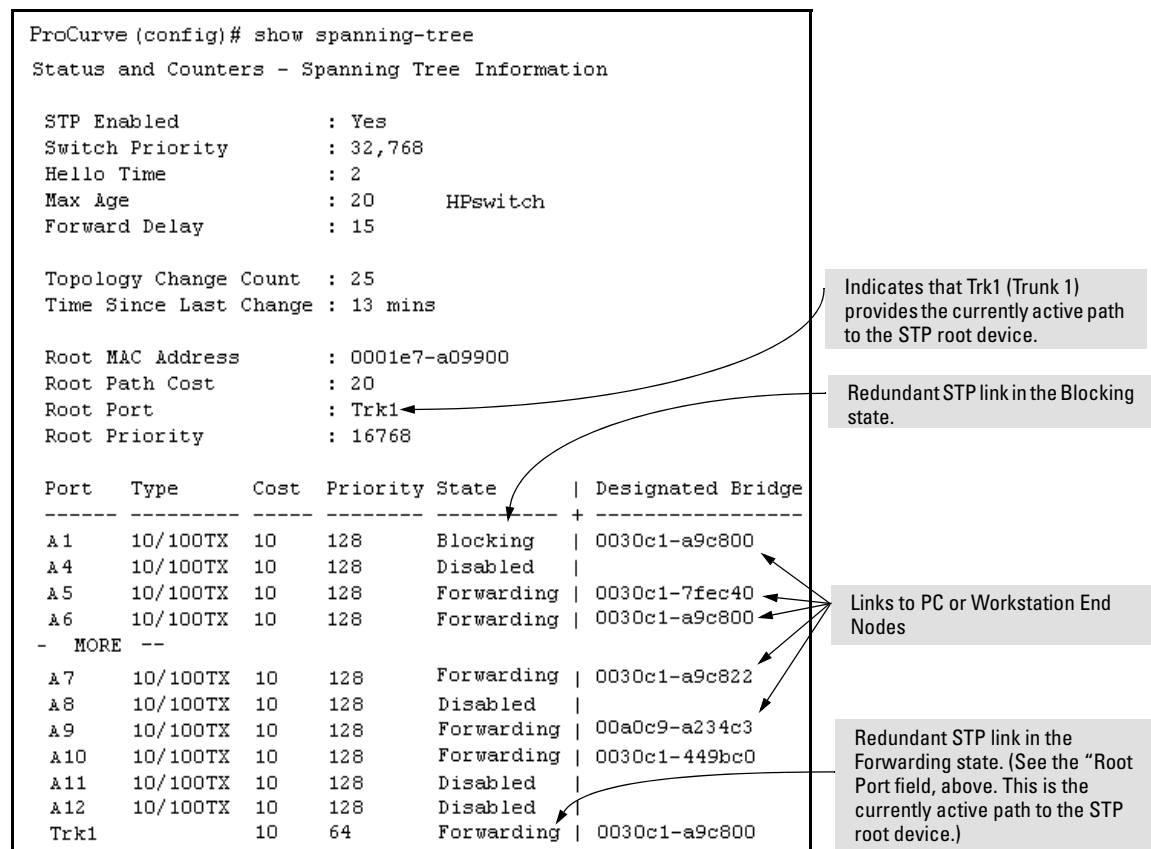 ProCurve (config)# show spanning-tree
Status and Counters - Spanning Tree Information
STP Enabled : Yes
Switch Priority : 32,768
Hello Time : 2
Max Age : 20 HPswitch
Forward Delay : 15
Topology Change Count : 25
Time Since Last Change : 13 mins
Root MAC Address : 0001e7-a09900
Root Path Cost : 20
Root Port : Trk1
Root Priority : 16768
Port Type Cost Priority State | Designated Bridge
------ --------- ----- -------- ---------- + -----------------
A1 10/100TX 10 128 Blocking | 0030c1-a9c800
A4 10/100TX 10 128 Disabled |
A5 10/100TX 10 128 Forwarding | 0030c1-7fec40
A6 10/100TX 10 128 Forwarding | 0030c1-a9c800
- MORE --
A7 10/100TX 10 128 Forwarding | 0030c1-a9c822
A8 10/100TX 10 128 Disabled |
A9 10/100TX 10 128 Forwarding | 00a0c9-a234c3
A10 10/100TX 10 128 Forwarding | 0030c1-449bc0
A11 10/100TX 10 128 Disabled |
A12 10/100TX 10 128 Disabled |
Trk1 10 64 Forwarding | 0030c1-a9c800
Indicates that Trk1 (Trunk 1)
provides the currently active path
to the STP root device.
Redundant STP link in the Blocking
state.
Links to PC or Workstation End
Nodes
Redundant STP link in the
Forwarding state. (See the “Root
Port field, above. This is the
currently active path to the STP
root device.)